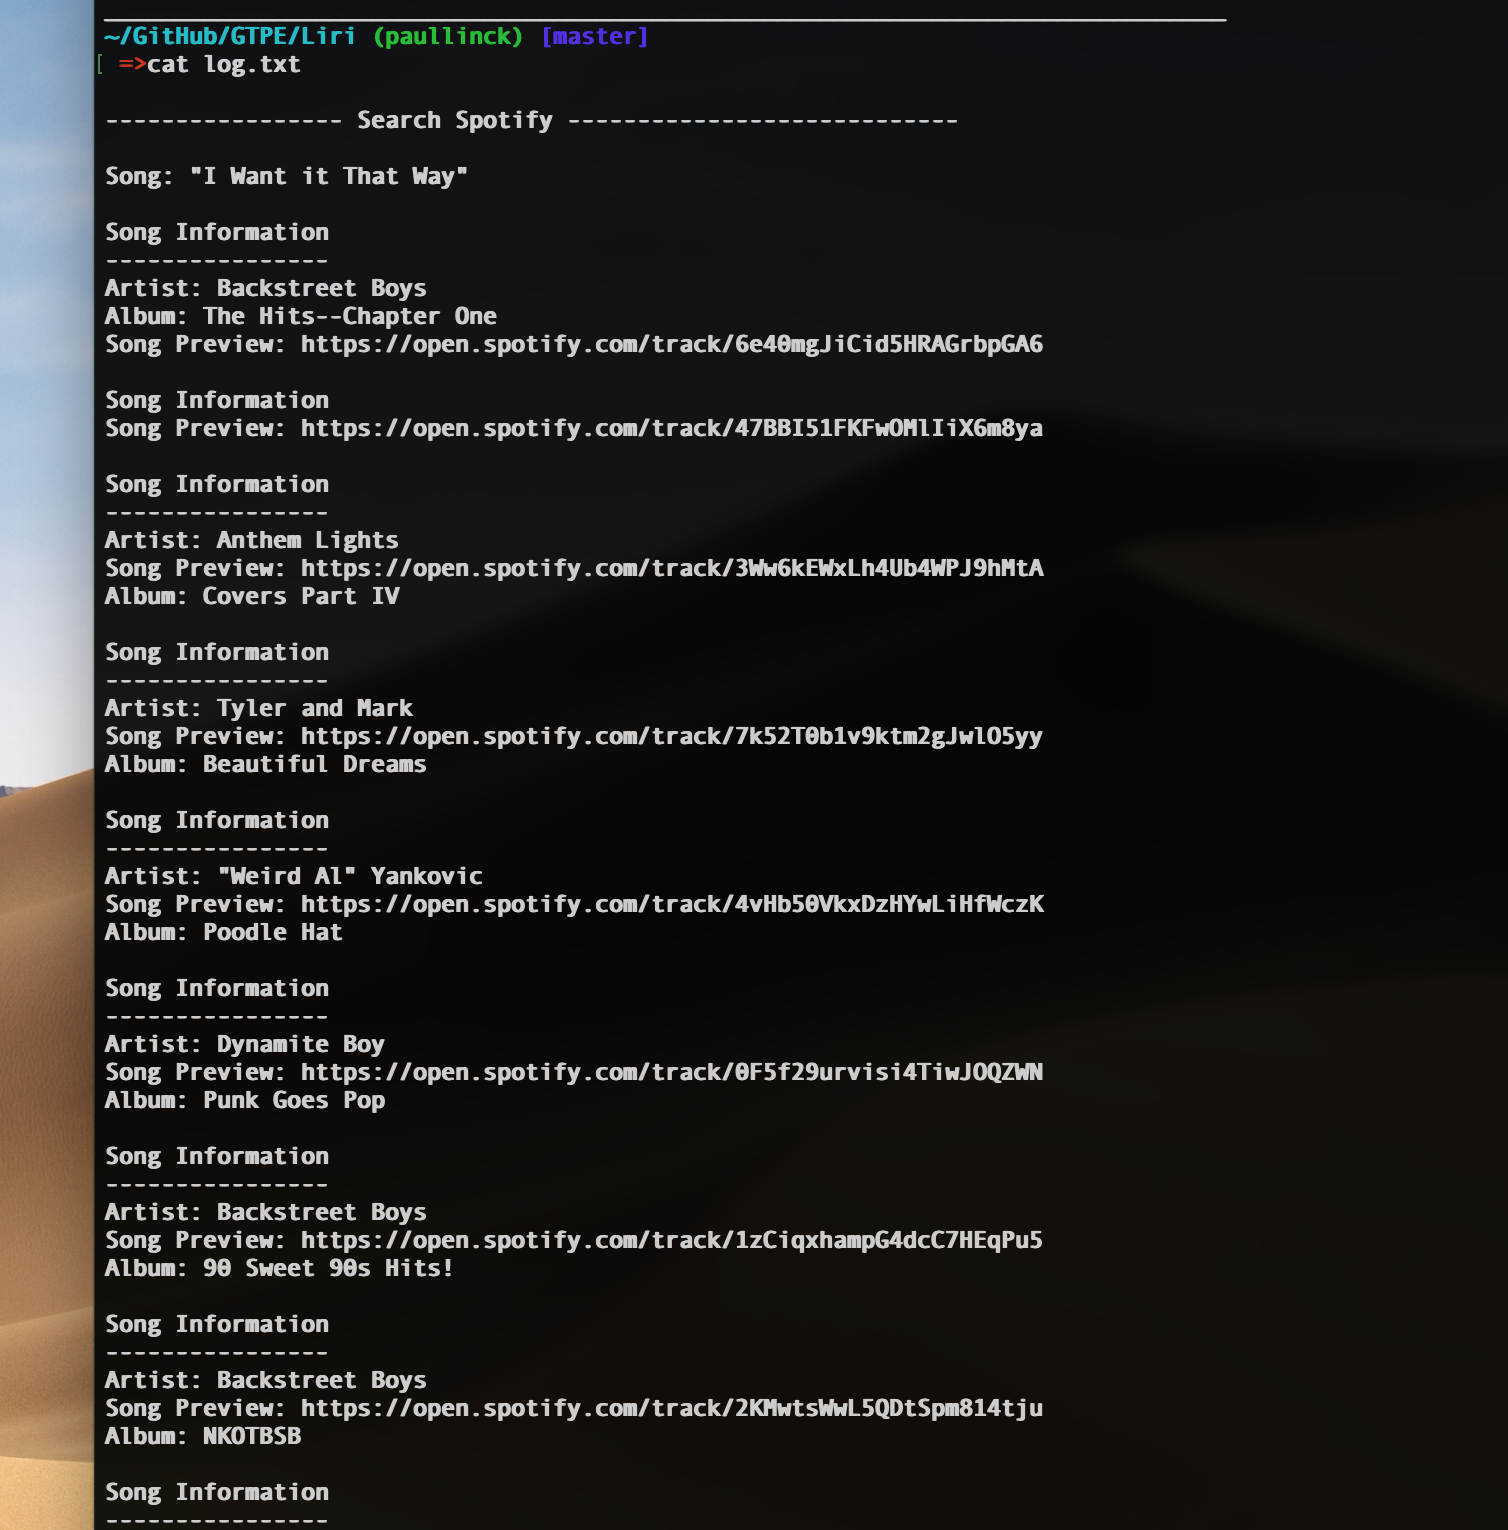 ~/GitHub/GTPE/Liri (paullinck) [master]
[ =>cat log.txt
----------------- Search Spotify ----------------------------
Song: "I Want it That Way"
Song Information
----------------
Artist: Backstreet Boys
Album: The Hits--Chapter One
Song Preview: https://open.spotify.com/track/6e40mgJiCid5HRAGrbpGA6
Song Information
Song Preview: https://open.spotify.com/track/47BBI51FKFwOMlIiX6m8ya
Song Information
----------------
Artist: Anthem Lights
Song Preview: https://open.spotify.com/track/3Ww6kEWxLh4Ub4WPJ9hMtA
Album: Covers Part IV
Song Information
----------------
Artist: Tyler and Mark
Song Preview: https://open.spotify.com/track/7k52T0b1v9ktm2gJwlO5yy
Album: Beautiful Dreams
Song Information
----------------
Artist: "Weird Al" Yankovic
Song Preview: https://open.spotify.com/track/4vHb50VkxDzHYwLiHfWczK
Album: Poodle Hat
Song Information
----------------
Artist: Dynamite Boy
Song Preview: https://open.spotify.com/track/0F5f29urvisi4TiwJOQZWN
Album: Punk Goes Pop
Song Information
----------------
Artist: Backstreet Boys
Song Preview: https://open.spotify.com/track/1zCiqxhampG4dcC7HEqPu5
Album: 90 Sweet 90s Hits!
Song Information
----------------
Artist: Backstreet Boys
Song Preview: https://open.spotify.com/track/2KMwtsWwL5QDtSpm814tju
Album: NKOTBSB
Song Information
----------------